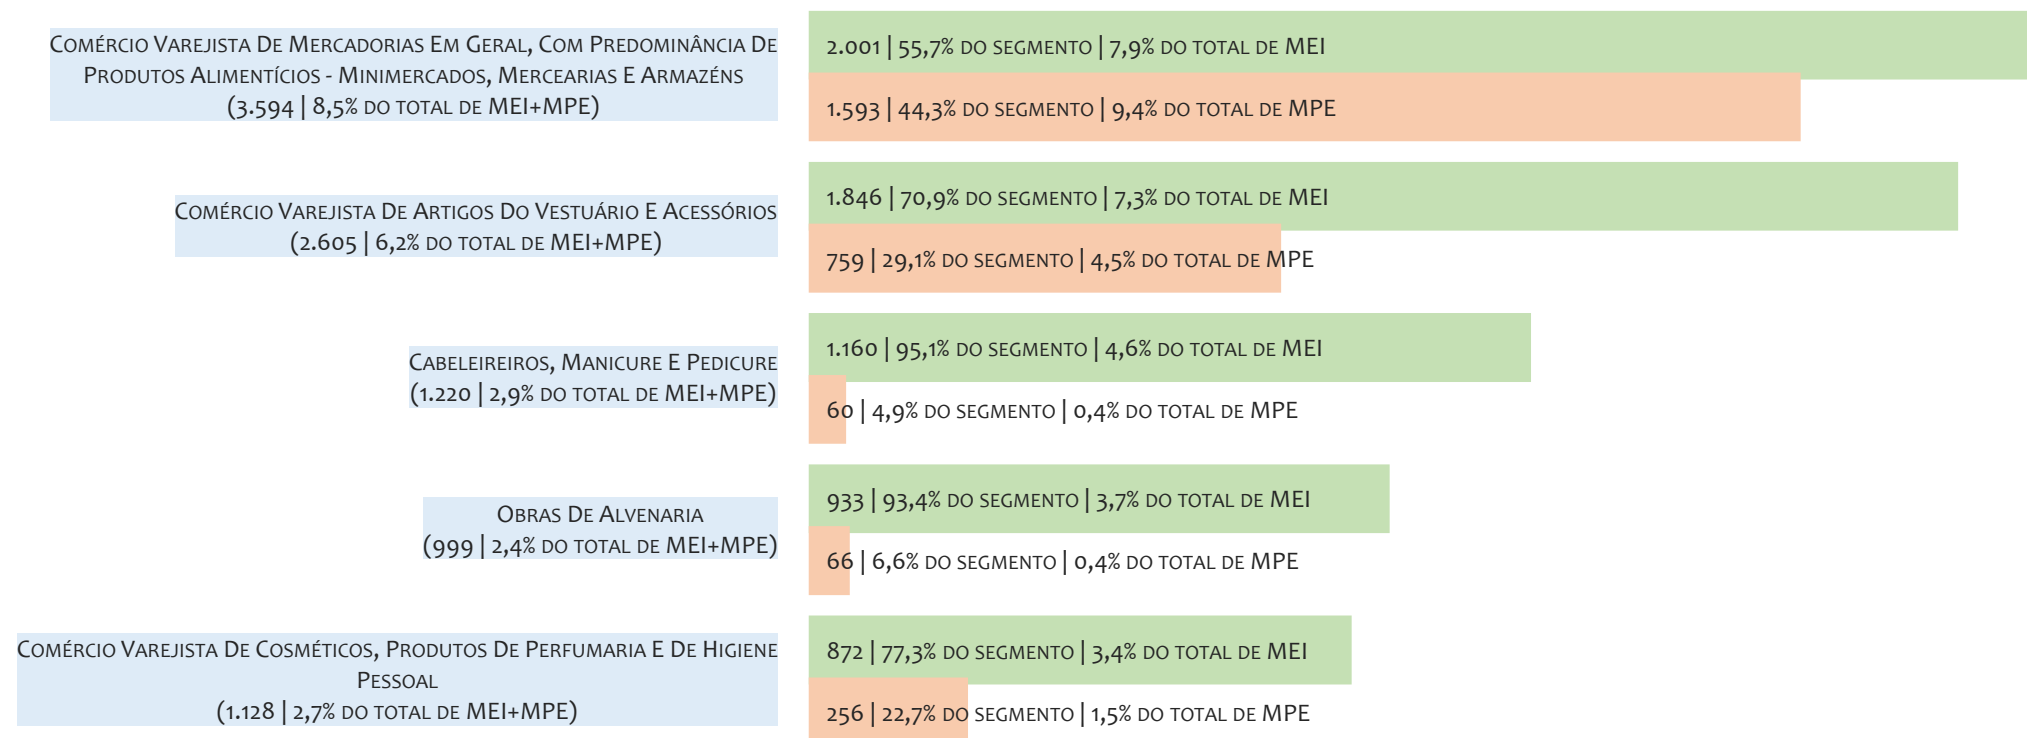 Comércio Varejista De Mercadorias Em Geral, Com Predominância De
Produtos Alimentícios - Minimercados, Mercearias E Armazéns
(3.594 | 8,5% do total de MEI+MPE)
2.001 | 55,7% do segmento | 7,9% do total de MEI
1.593 | 44,3% do segmento | 9,4% do total de MPE
Comércio Varejista De Artigos Do Vestuário E Acessórios
(2.605 | 6,2% do total de MEI+MPE)
1.846 | 70,9% do segmento | 7,3% do total de MEI
759 | 29,1% do segmento | 4,5% do total de MPE
Cabeleireiros, Manicure E Pedicure
(1.220 | 2,9% do total de MEI+MPE)
1.160 | 95,1% do segmento | 4,6% do total de MEI
60 | 4,9% do segmento | 0,4% do total de MPE
Obras De Alvenaria
(999 | 2,4% do total de MEI+MPE)
933 | 93,4% do segmento | 3,7% do total de MEI
66 | 6,6% do segmento | 0,4% do total de MPE
Comércio Varejista De Cosméticos, Produtos De Perfumaria E De Higiene
Pessoal
(1.128 | 2,7% do total de MEI+MPE)
872 | 77,3% do segmento | 3,4% do total de MEI
256 | 22,7% do segmento | 1,5% do total de MPE